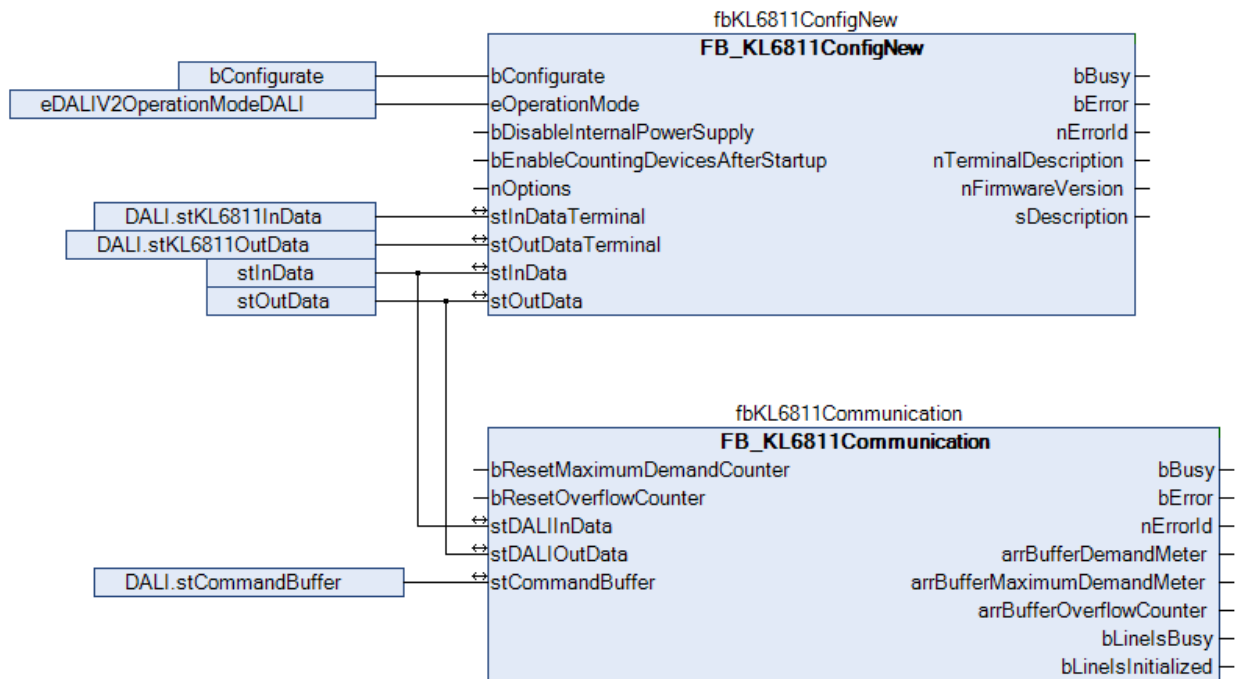 fbKL6811ConfigNew
FB_KL6811ConfigNew
bConfigurate bConfigurate bBusy
eDALIV2OperationModeDALI eOperationMode bError
bDisableInternalPowerSupply nErrorId
bEnableCountingDevicesAfterStartup nTerminalDescription
nOptions nFirmwareVersion
DALI.stKL6811InData stInDataTerminal sDescription
DALI.stKL6811OutData stOutDataTerminal
stInData stInData
stOutData stOutData
fbKL6811Communication
FB_KL6811Communication
bResetMaximumDemandCounter bBusy
bResetOverflowCounter bError
stDALIInData nErrorId
stDALIOutData arrBufferDemandMeter
DALI.stCommandBuffer stCommandBuffer arrBufferMaximumDemandMeter
arrBufferOverflowCounter
bLineIsBusy
bLineIsInitialized